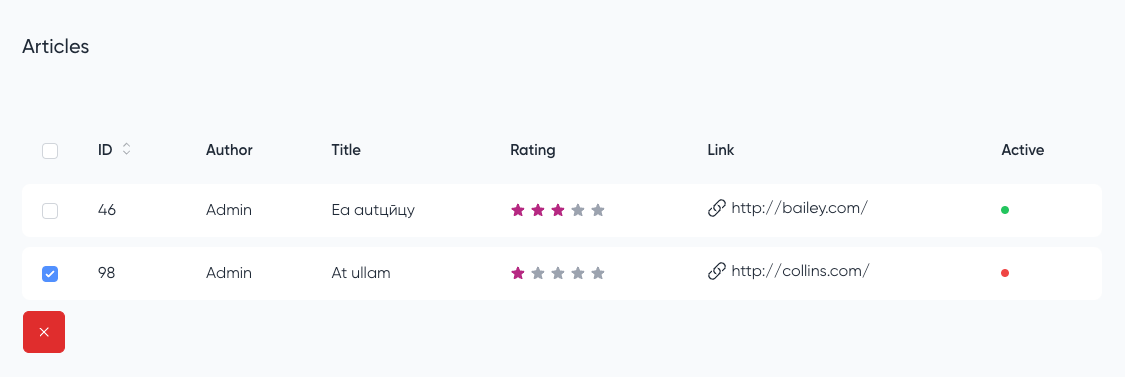 Articles
ID Author Title Rating Link Active
46 Admin Ea autцйцу http://bailey.com/
98 Admin At ullam http://collins.com/